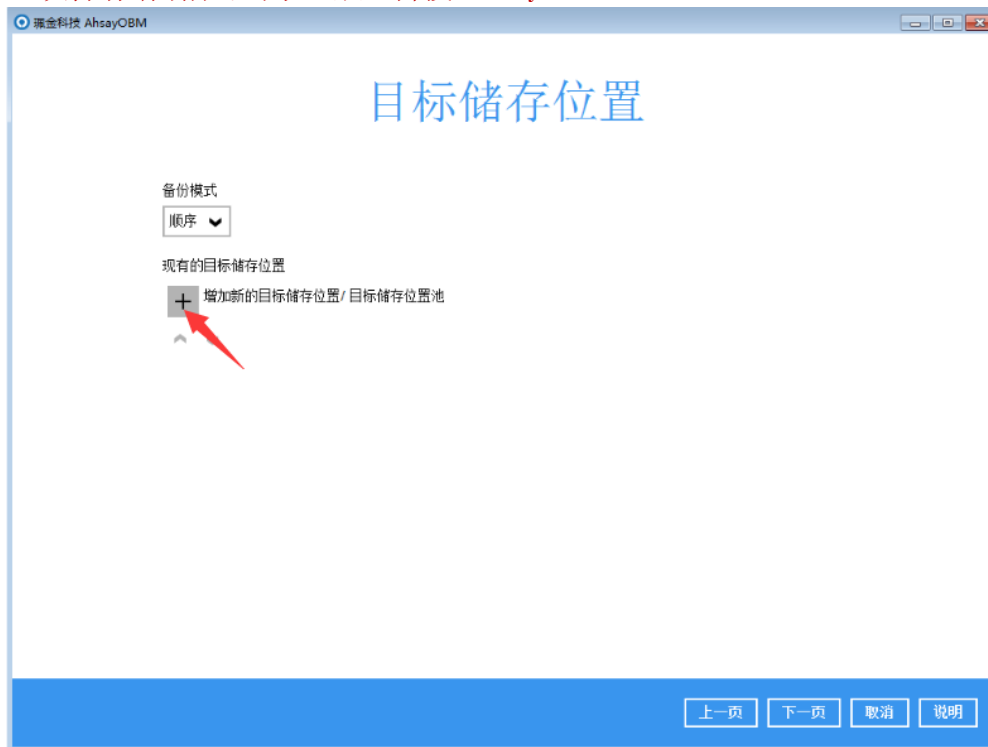 珮金科技 AhsayOBM
目标储存位置
备份模式
顺序
现有的目标储存位置
增加新的目标储存位置/ 目标储存位置池
上一页 下一页 取消 说明